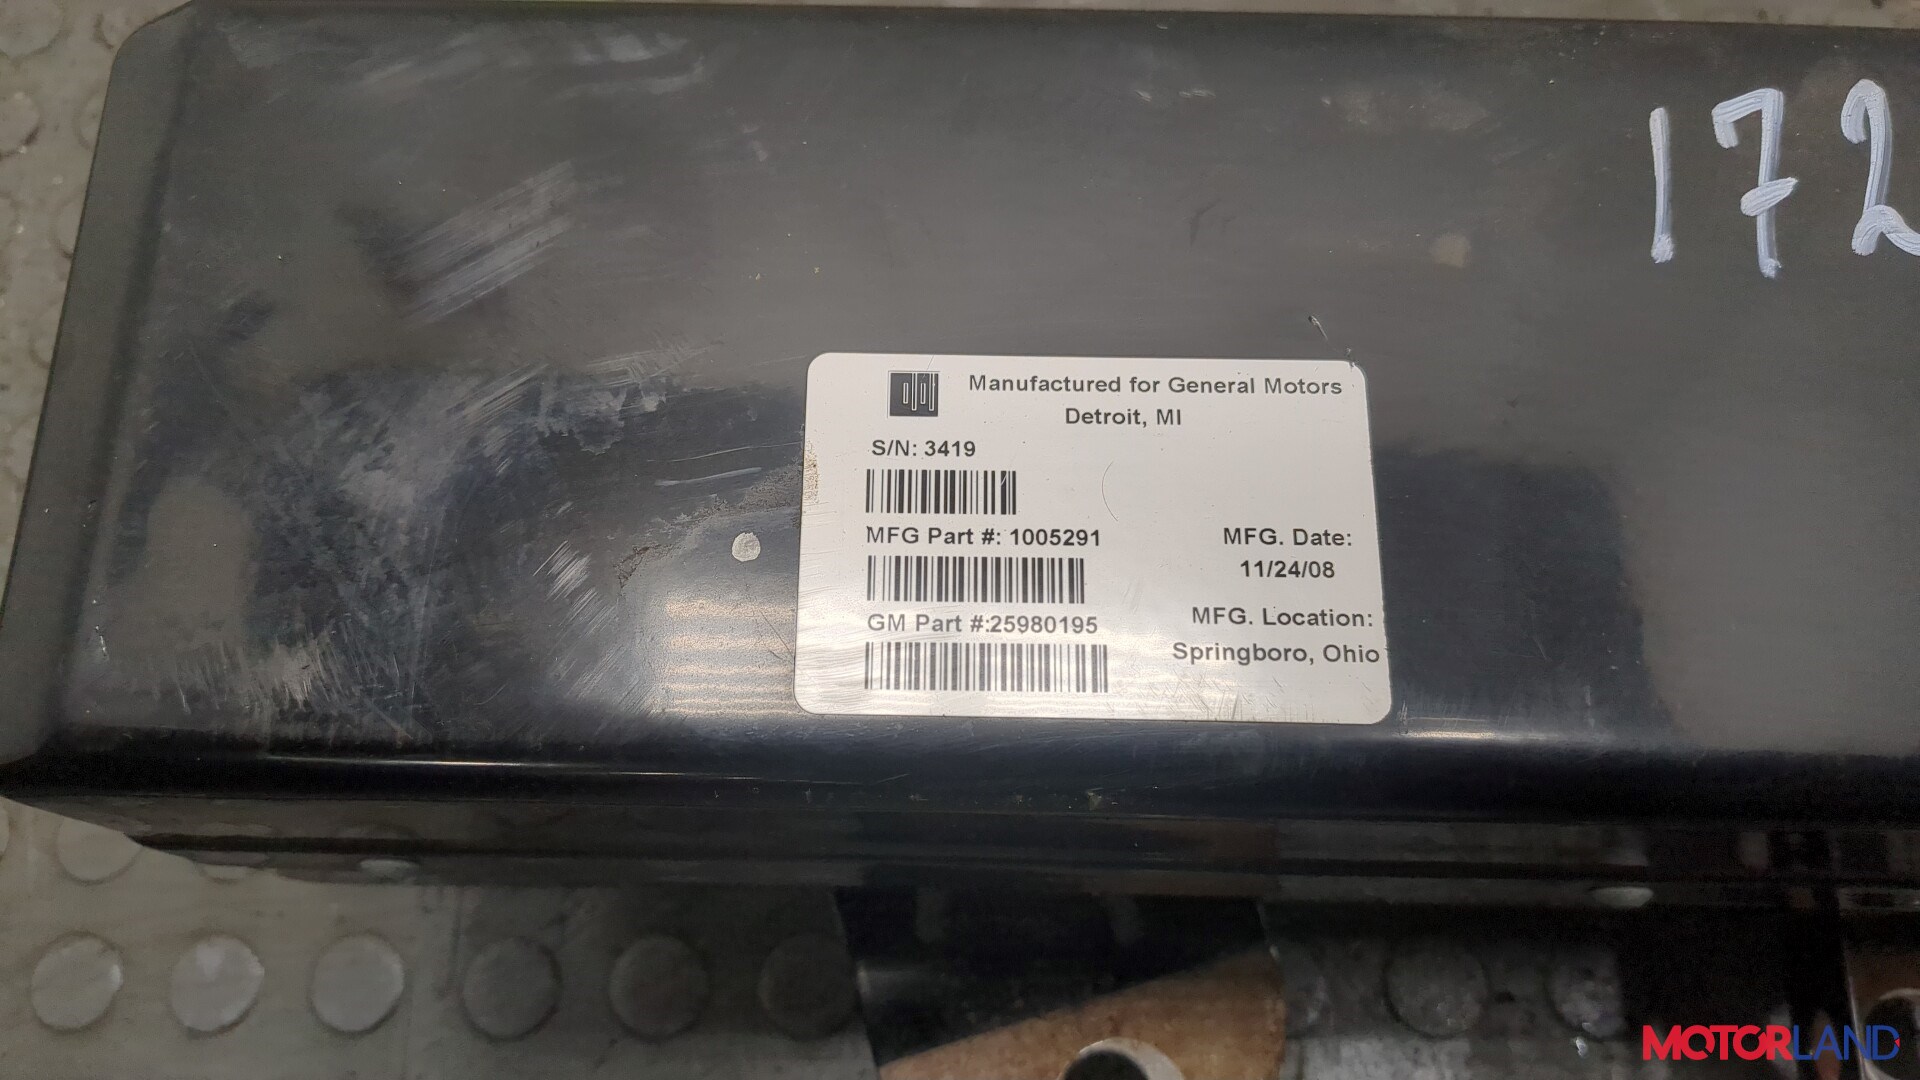 172
Manufactured for General Motors
Detroit, MI
S/N: 3419
MFG Part #: 1005291
MFG. Date:
11/24/08
GM Part #:25980195
MFG. Location:
Springboro, Ohio
MOTORLAND